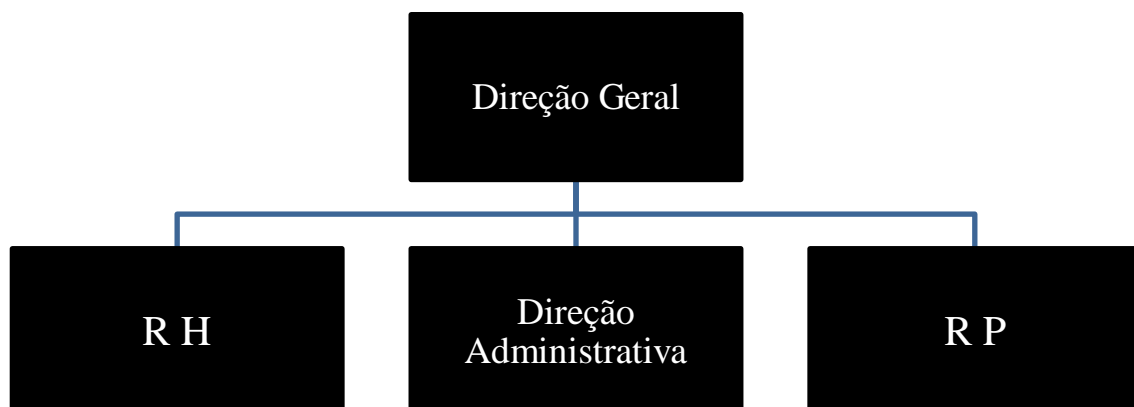 Direção Geral
R H
Direção
Administrativa
R P